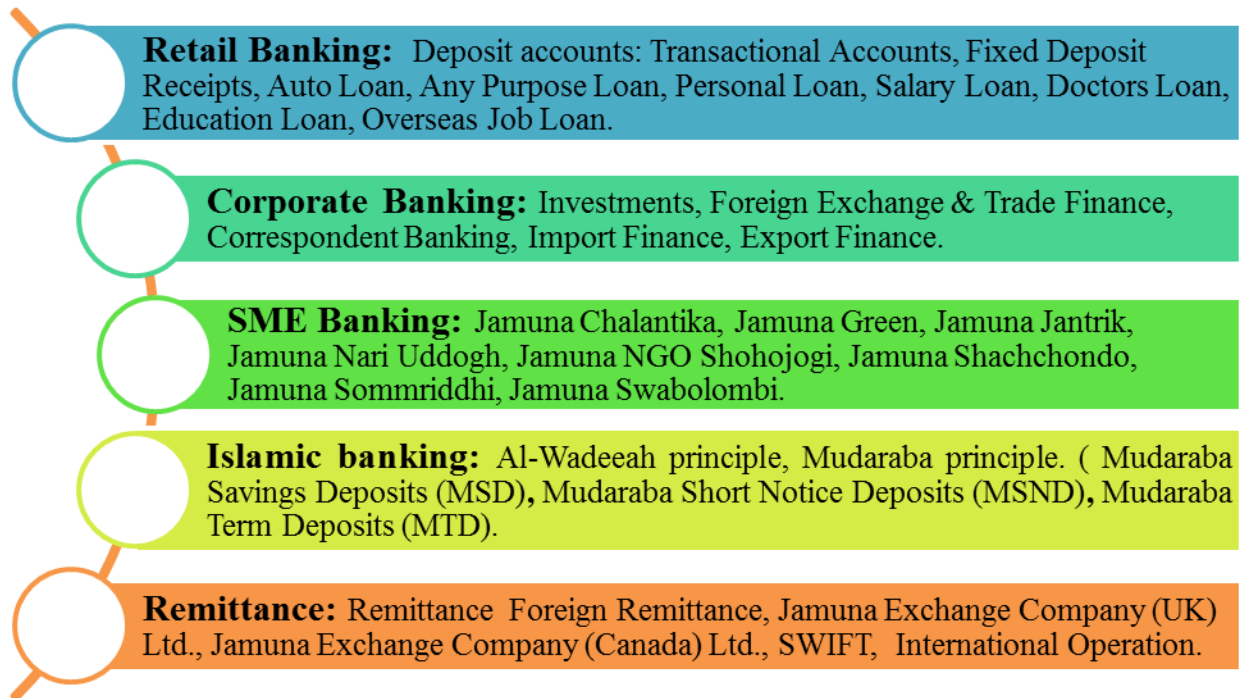 Retail Banking: Deposit accounts: Transactional Accounts, Fixed Deposit
Receipts, Auto Loan, Any Purpose Loan, Personal Loan, Salary Loan, Doctors Loan,
Education Loan, Overseas Job Loan.
Corporate Banking: Investments, Foreign Exchange & Trade Finance,
Correspondent Banking, Import Finance, Export Finance.
SME Banking: Jamuna Chalantika, Jamuna Green, Jamuna Jantrik,
Jamuna Nari Uddogh, Jamuna NGO Shohojogi, Jamuna Shachchondo,
Jamuna Sommriddhi, Jamuna Swabolombi.
Islamic banking: Al-Wadeeah principle, Mudaraba principle. ( Mudaraba
Savings Deposits (MSD), Mudaraba Short Notice Deposits (MSND), Mudaraba
Term Deposits (MTD).
Remittance: Remittance Foreign Remittance, Jamuna Exchange Company (UK)
Ltd., Jamuna Exchange Company (Canada) Ltd., SWIFT, International Operation.